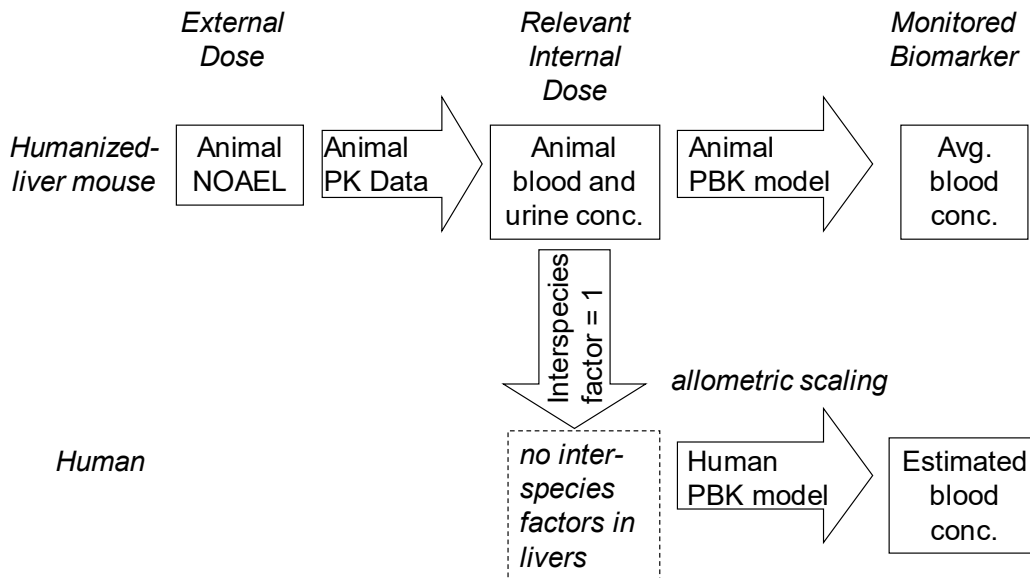 External
Dose
Relevant
Internal
Dose
Monitored
Biomarker
Humanized-
liver mouse
Animal
NOAEL
Animal
PK Data
Animal
blood and
urine conc.
Animal
PBK model
Avg.
blood
conc.
Interspecies
factor = 1
allometric scaling
Human
no inter-
species
factors in
livers
Human
PBK model
Estimated
blood
conc.